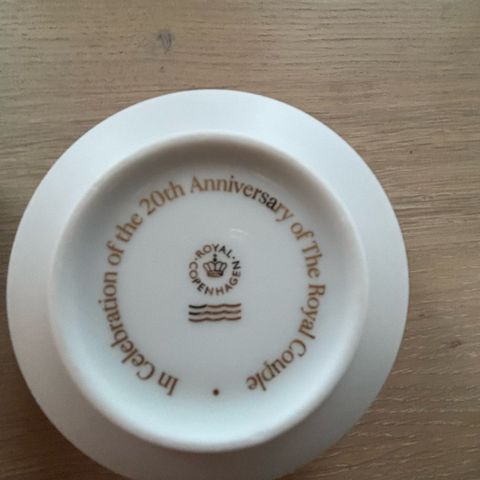 In Celebration of the 20th Anniversary of The Royal Couple
ROYAL
COPENHAGEN